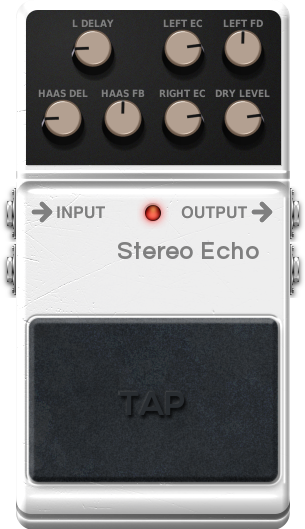 L DELAY LEFT EC LEFT FD
HAAS DEL HAAS FB RIGHT EC DRY LEVEL
INPUT OUTPUT
Stereo Echo
TAP